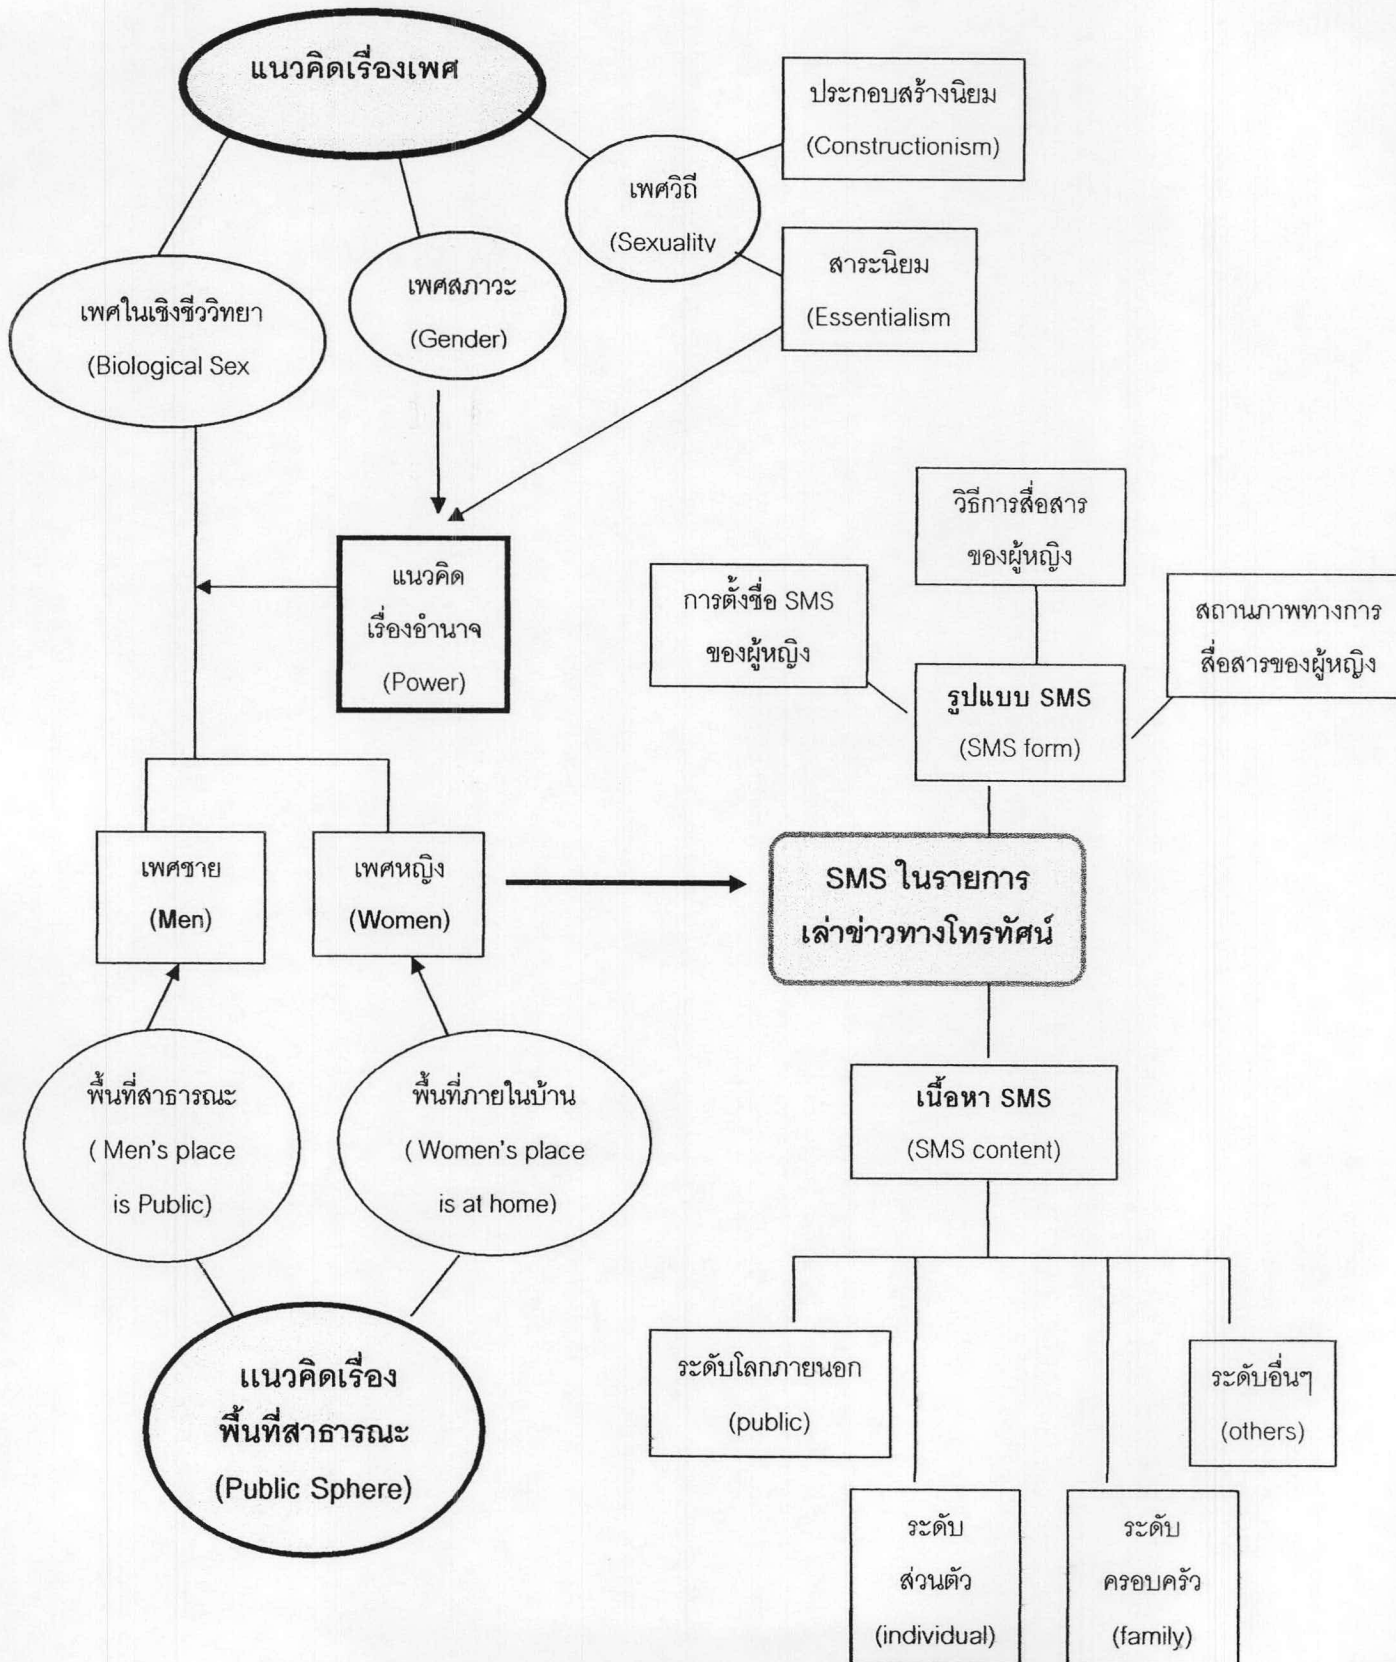 แนวคิดเรื่องเพศ
ประกอบสร้างนิยม
(Constructionism)
เพศวิถี
(Sexuality
สาระนิยม
(Essentialism
เพศสภาวะ
(Gender)
เพศในเชิงชีววิทยา
(Biological Sex
แนวคิด
เรื่องอำนาจ
(Power)
วิธีการสื่อสาร
ของผู้หญิง
การตั้งชื่อ SMS
ของผู้หญิง
สถานภาพทางการ
สื่อสารของผู้หญิง
รูปแบบ SMS
(SMS form)
เพศชาย
(Men)
เพศหญิง
(Women)
SMS ในรายการ
เล่าข่าวทางโทรทัศน์
พื้นที่สาธารณะ
( Men's place
is Public)
พื้นที่ภายในบ้าน
( Women's place
is at home)
เนื้อหา SMS
(SMS content)
แนวคิดเรื่อง
พื้นที่สาธารณะ
(Public Sphere)
ระดับโลกภายนอก
(public)
ระดับอื่นๆ
(others)
ระดับ
ส่วนตัว
(individual)
ระดับ
ครอบครัว
(family)